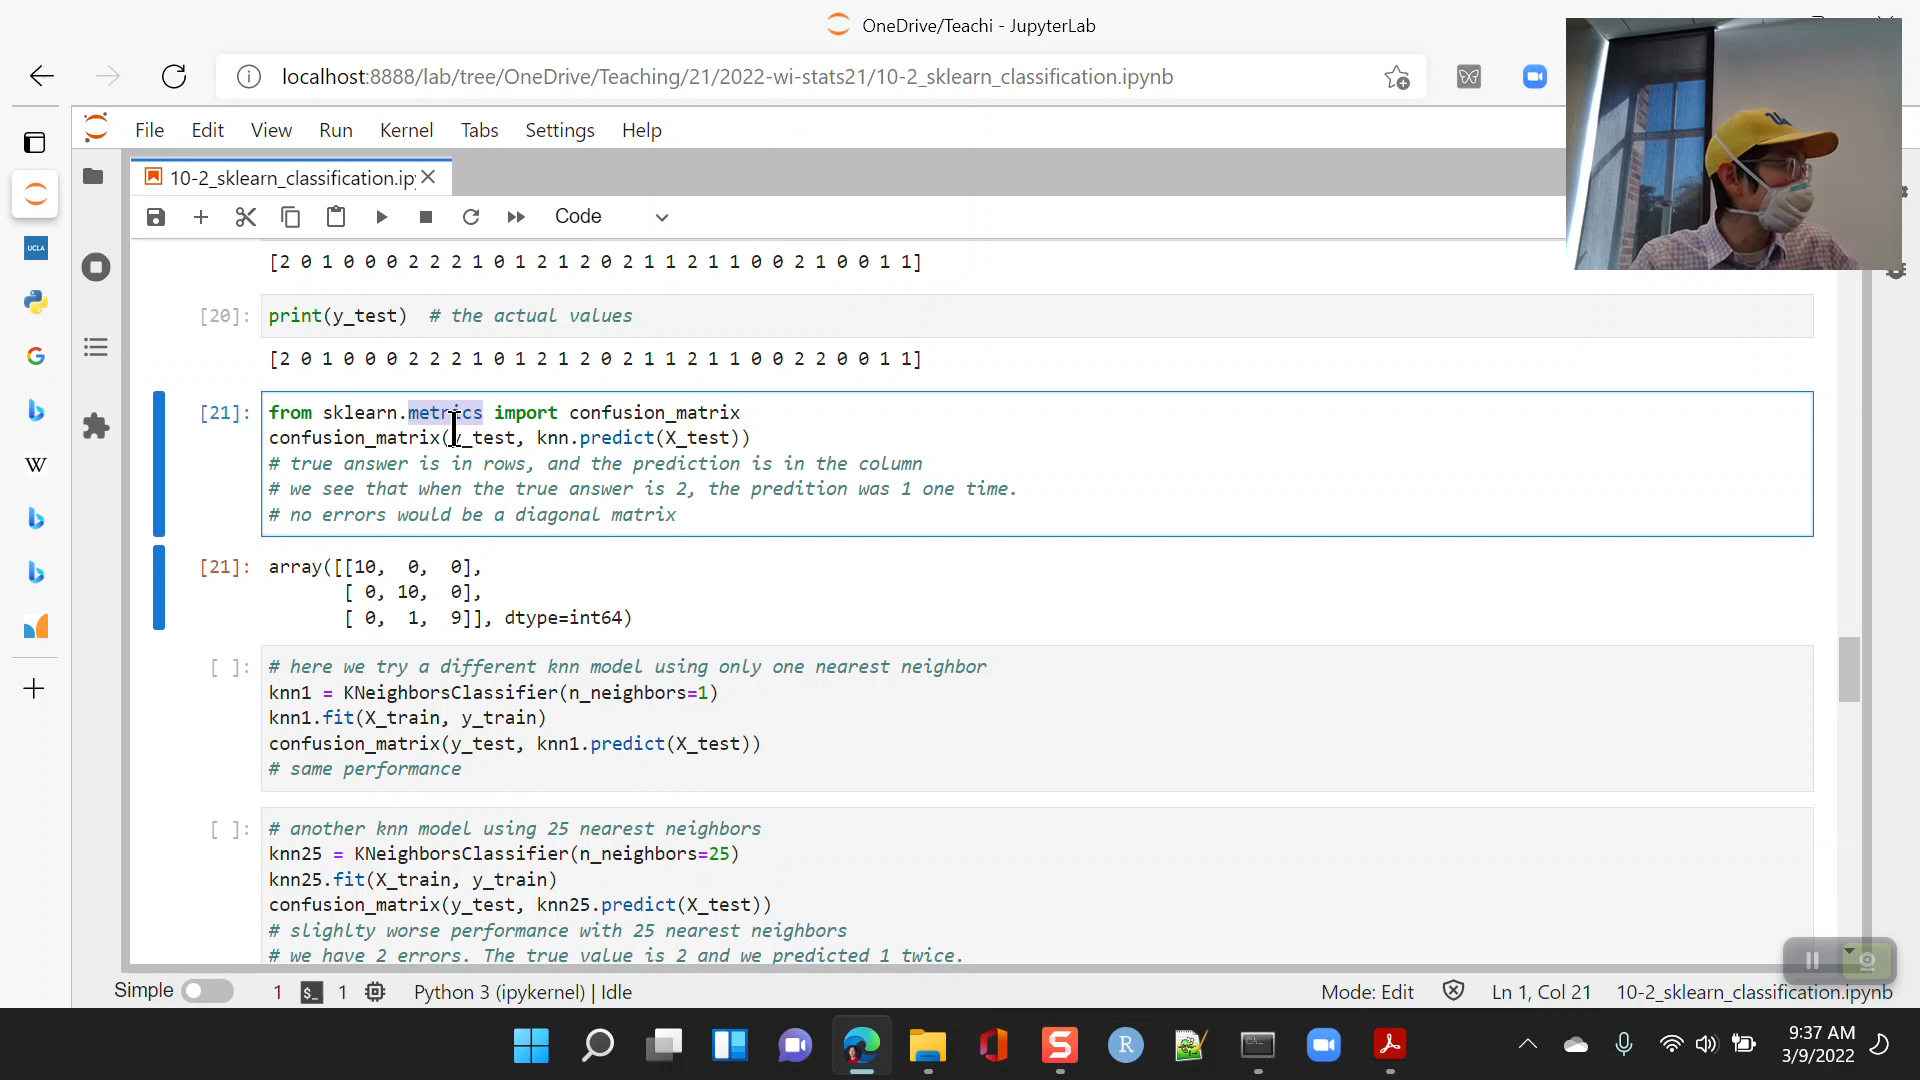 OneDrive/Teachi - JupyterLab
localhost:8888/lab/tree/OneDrive/Teaching/21/2022-wi-stats21/10-2_sklearn_classification.ipynb
File Edit View Run Kernel Tabs Settings Help
10-2_sklearn_classification.ip
Code
UCLA
W
[2 0 1 0 0 0 2 2 2 1 0 1 2 1 2 0 2 1 1 2 1 1 0 0 2 1 0 0 1 1]
[20]: print(y_test)  # the actual values
[2 0 1 0 0 0 2 2 2 1 0 1 2 1 2 0 2 1 1 2 1 1 0 0 2 2 0 0 1 1]
[21]: from sklearn.metrics import confusion_matrix
confusion_matrix(y_test, knn.predict(X_test))
# true answer is in rows, and the prediction is in the column
# we see that when the true answer is 2, the predition was 1 one time.
# no errors would be a diagonal matrix
[21]: array([[10,  0,  0],
[ 0, 10,  0],
[ 0,  1,  9]], dtype=int64)
[ ]: # here we try a different knn model using only one nearest neighbor
knn1 = KNeighborsClassifier(n_neighbors=1)
knn1.fit(X_train, y_train)
confusion_matrix(y_test, knn1.predict(X_test))
# same performance
[ ]: # another knn model using 25 nearest neighbors
knn25 = KNeighborsClassifier(n_neighbors=25)
knn25.fit(X_train, y_train)
confusion_matrix(y_test, knn25.predict(X_test))
# slighlty worse performance with 25 nearest neighbors
# we have 2 errors. The true value is 2 and we predicted 1 twice.
Simple 1 $_ 1 Python 3 (ipykernel) | Idle Mode: Edit Ln 1, Col 21 10-2_sklearn_classification.ipynb
S R
9:37 AM
3/9/2022